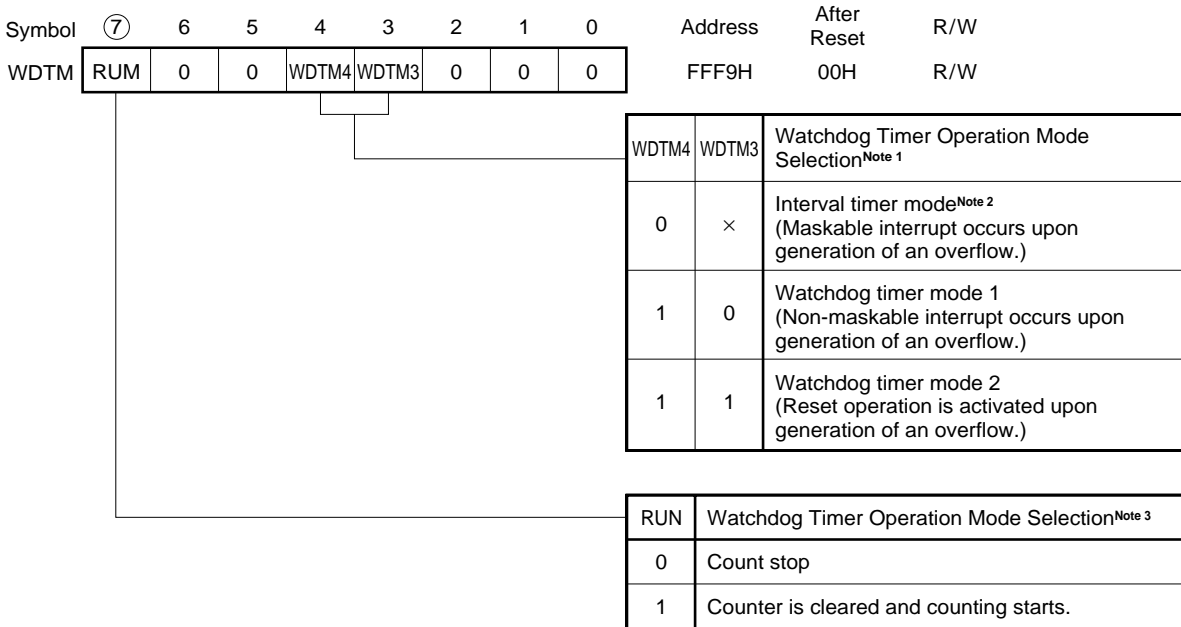 Symbol ⑦ 6 5 4 3 2 1 0 Address After Reset R/W
WDTM RUM 0 0 WDTM4 WDTM3 0 0 0 FFF9H 00H R/W
WDTM4 WDTM3 Watchdog Timer Operation Mode
Selection Note 1
0 × Interval timer mode Note 2
(Maskable interrupt occurs upon
generation of an overflow.)
1 0 Watchdog timer mode 1
(Non-maskable interrupt occurs upon
generation of an overflow.)
1 1 Watchdog timer mode 2
(Reset operation is activated upon
generation of an overflow.)
RUN Watchdog Timer Operation Mode Selection Note 3
0 Count stop
1 Counter is cleared and counting starts.